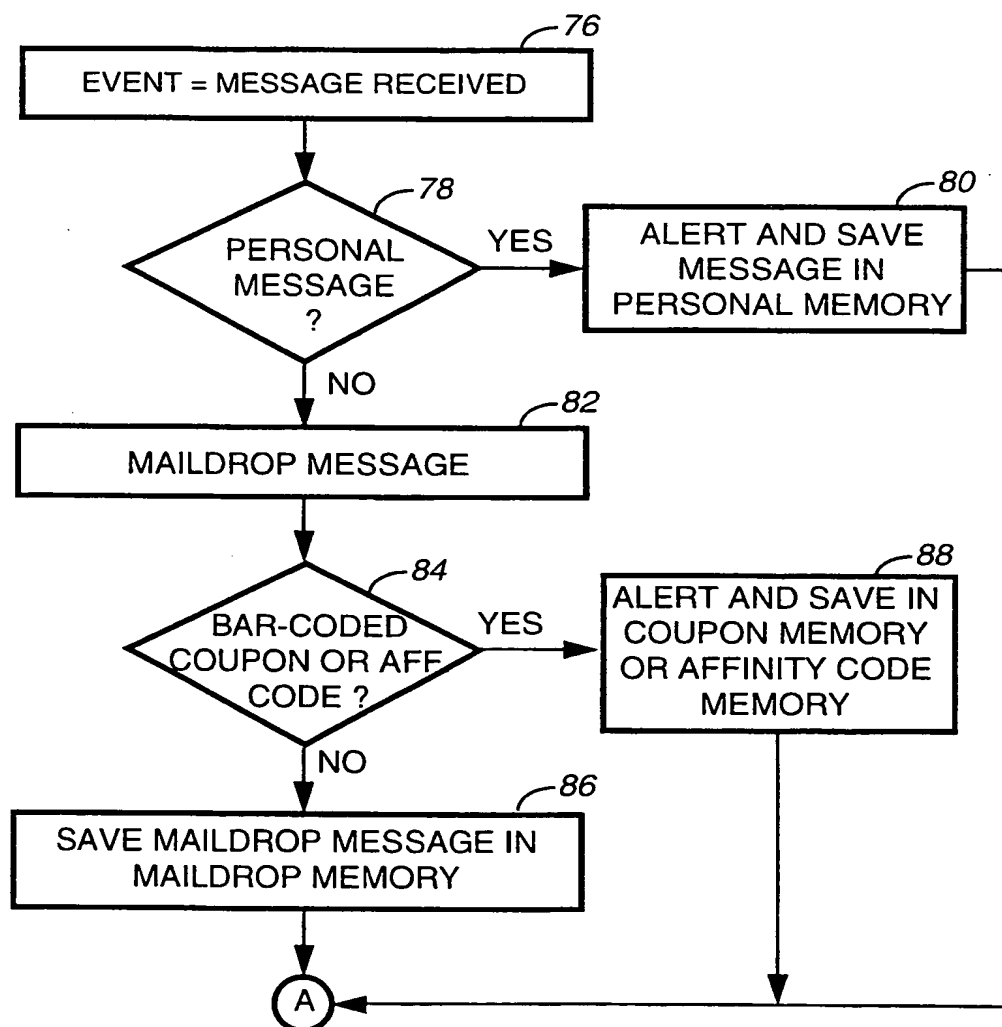 76
EVENT = MESSAGE RECEIVED
78
PERSONAL
MESSAGE
?
YES
80
ALERT AND SAVE
MESSAGE IN
PERSONAL MEMORY
NO
82
MAILDROP MESSAGE
84
BAR-CODED
COUPON OR AFF
CODE ?
YES
88
ALERT AND SAVE IN
COUPON MEMORY
OR AFFINITY CODE
MEMORY
NO
86
SAVE MAILDROP MESSAGE IN
MAILDROP MEMORY
A